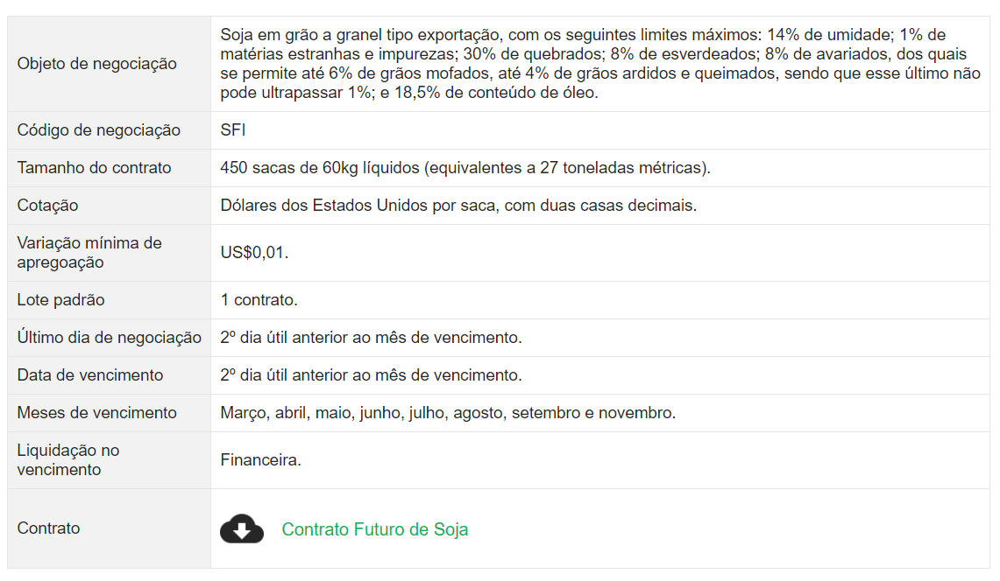 Objeto de negociação
Soja em grão a granel tipo exportação, com os seguintes limites máximos: 14% de umidade; 1% de
matérias estranhas e impurezas; 30% de quebrados; 8% de esverdeados; 8% de avariados, dos quais
se permite até 6% de grãos mofados, até 4% de grãos ardidos e queimados, sendo que esse último não
pode ultrapassar 1%; e 18,5% de conteúdo de óleo.
Código de negociação
SFI
Tamanho do contrato
450 sacas de 60kg líquidos (equivalentes a 27 toneladas métricas).
Cotação
Dólares dos Estados Unidos por saca, com duas casas decimais.
Variação mínima de
apregoação
US$0,01.
Lote padrão
1 contrato.
Último dia de negociação
2º dia útil anterior ao mês de vencimento.
Data de vencimento
2º dia útil anterior ao mês de vencimento.
Meses de vencimento
Março, abril, maio, junho, julho, agosto, setembro e novembro.
Liquidação no
vencimento
Financeira.
Contrato
Contrato Futuro de Soja